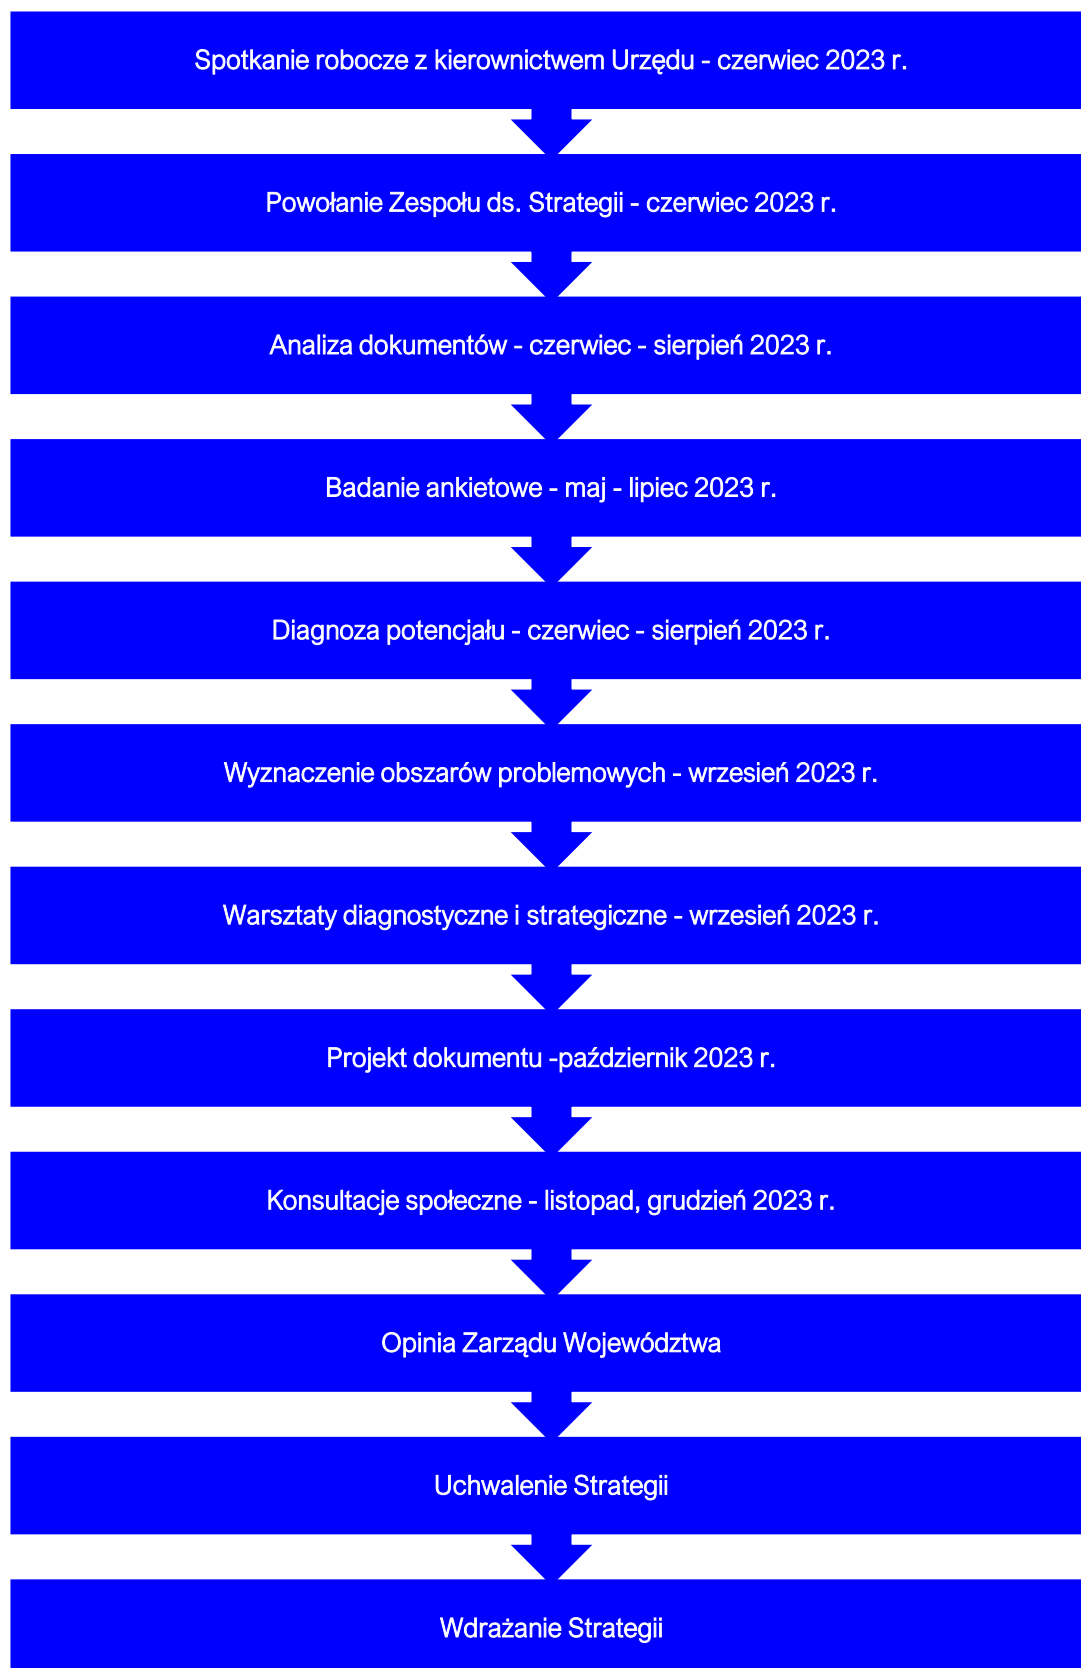 Spotkanie robocze z kierownictwem Urzędu - czerwiec 2023 r.
Powołanie Zespołu ds. Strategii - czerwiec 2023 r.
Analiza dokumentów - czerwiec - sierpień 2023 r.
Badanie ankietowe - maj - lipiec 2023 r.
Diagnoza potencjału - czerwiec - sierpień 2023 r.
Wyznaczenie obszarów problemowych - wrzesień 2023 r.
Warsztaty diagnostyczne i strategiczne - wrzesień 2023 r.
Projekt dokumentu -październik 2023 r.
Konsultacje społeczne - listopad, grudzień 2023 r.
Opinia Zarządu Województwa
Uchwalenie Strategii
Wdrażanie Strategii